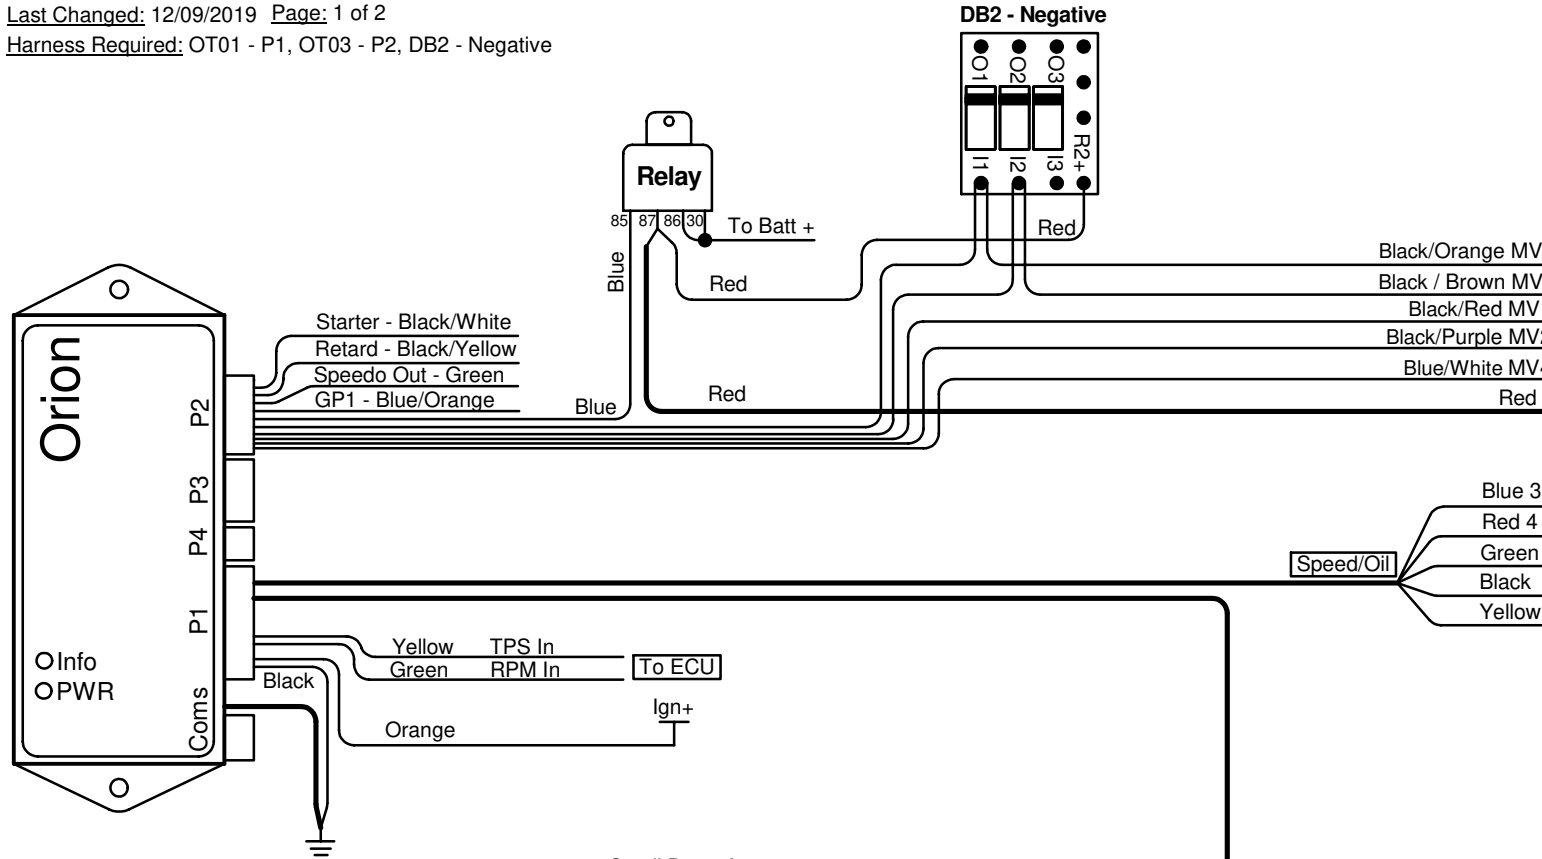 Last Changed: 12/09/2019 Page: 1 of 2
Harness Required: OT01 - P1, OT03 - P2, DB2 - Negative
DB2 - Negative
O1 O2 O3
I1 I2 I3 R2+
Relay
85 87 86 30
To Batt +
Red
Blue
Red
Black/Orange MV
Black / Brown MV
Black/Red MV
Black/Purple MV2
Blue/White MV4
Red
Orion
Starter - Black/White
Retard - Black/Yellow
Speedo Out - Green
GP1 - Blue/Orange
Blue
Red
P2
P3
P4
P1
Coms
Info
PWR
Speed/Oil
Blue 3
Red 4
Green
Black
Yellow
Yellow TPS In
Green RPM In
To ECU
Black
Orange
Ign+